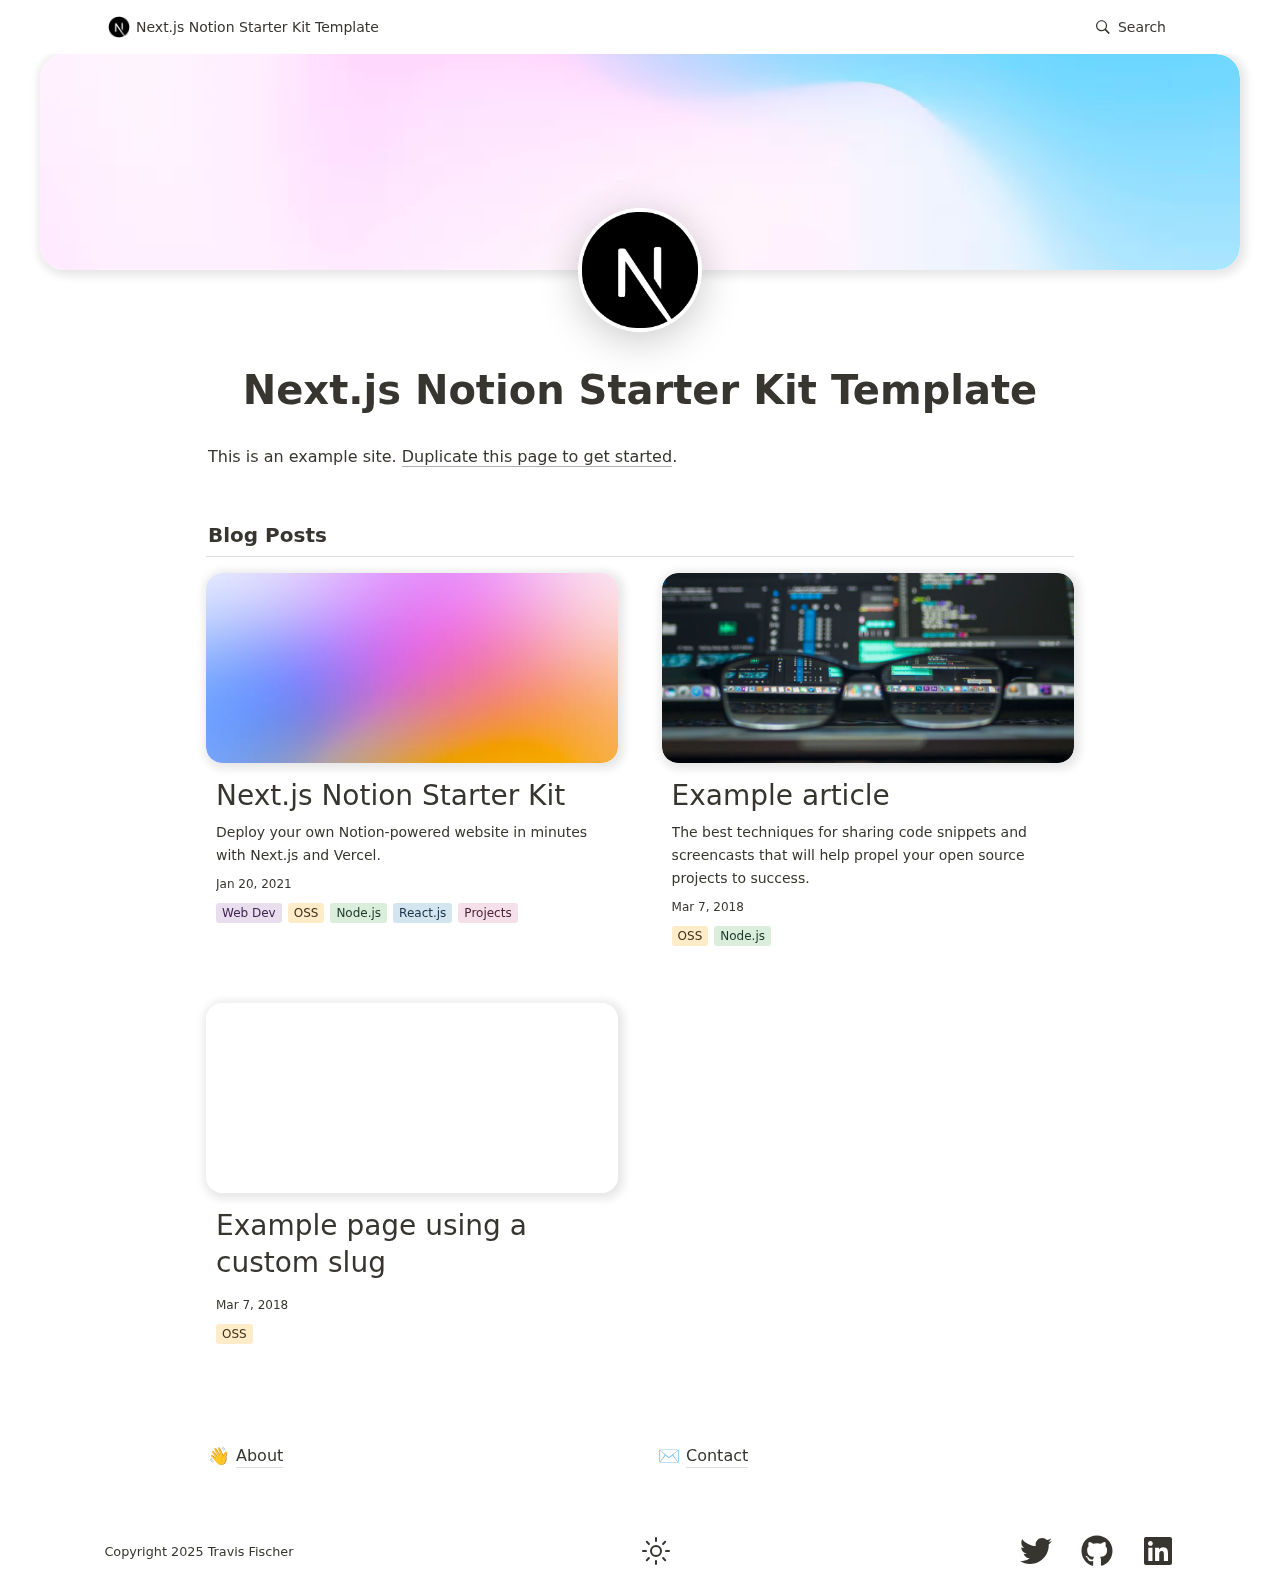 Next.js Notion Starter Kit Template
Search
Next.js Notion Starter Kit Template
This is an example site. Duplicate this page to get started.
Blog Posts
Next.js Notion Starter Kit
Deploy your own Notion-powered website in minutes
with Next.js and Vercel.
Jan 20, 2021
Web Dev OSS Node.js React.js Projects
Example article
The best techniques for sharing code snippets and
screencasts that will help propel your open source
projects to success.
Mar 7, 2018
OSS Node.js
Example page using a
custom slug
Mar 7, 2018
OSS
👋 About
✉️ Contact
Copyright 2025 Travis Fischer